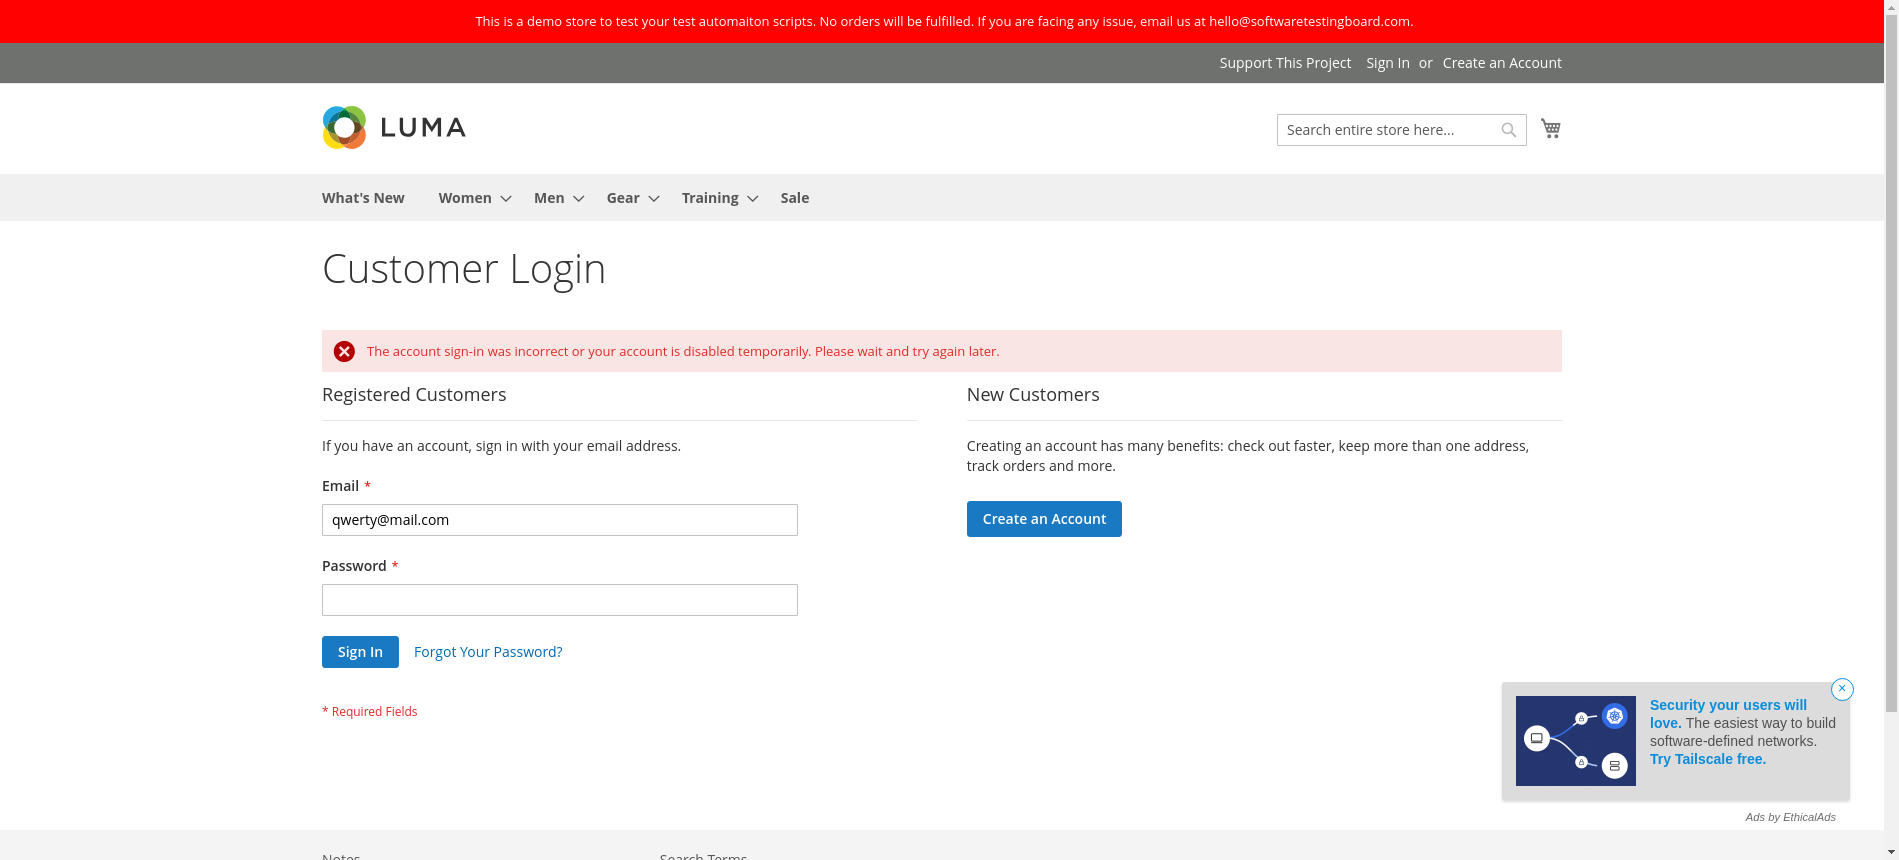 This is a demo store to test your test automaiton scripts. No orders will be fulfilled. If you are facing any issue, email us at hello@softwaretestingboard.com.
Support This Project Sign In or Create an Account
LUMA
Search entire store here...
What's New Women Men Gear Training Sale
Customer Login
The account sign-in was incorrect or your account is disabled temporarily. Please wait and try again later.
Registered Customers
If you have an account, sign in with your email address.
Email *
qwerty@mail.com
Password *
Sign In Forgot Your Password?
* Required Fields
New Customers
Creating an account has many benefits: check out faster, keep more than one address,
track orders and more.
Create an Account
Security your users will
love. The easiest way to build
software-defined networks.
Try Tailscale free.
Ads by EthicalAds
Notes Search Terms